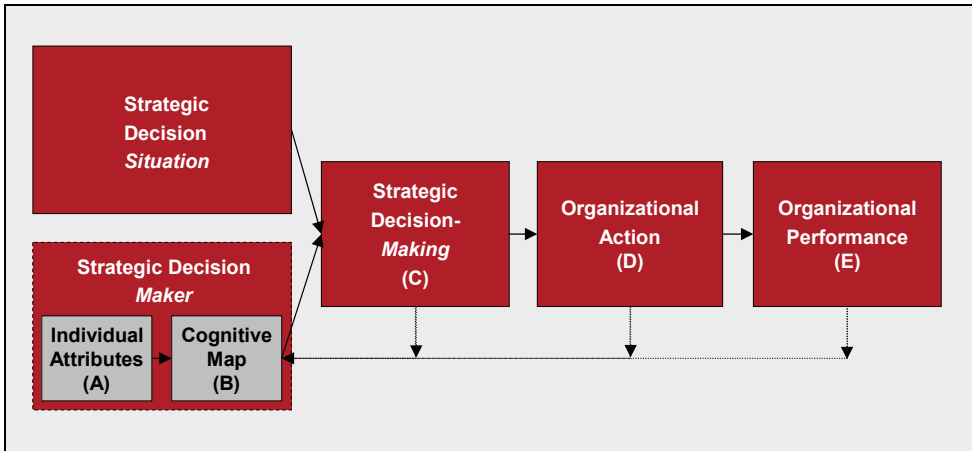 Strategic
Decision
Situation
Strategic Decision
Maker
Individual
Attributes
(A)
Cognitive
Map
(B)
Strategic
Decision-
Making
(C)
Organizational
Action
(D)
Organizational
Performance
(E)